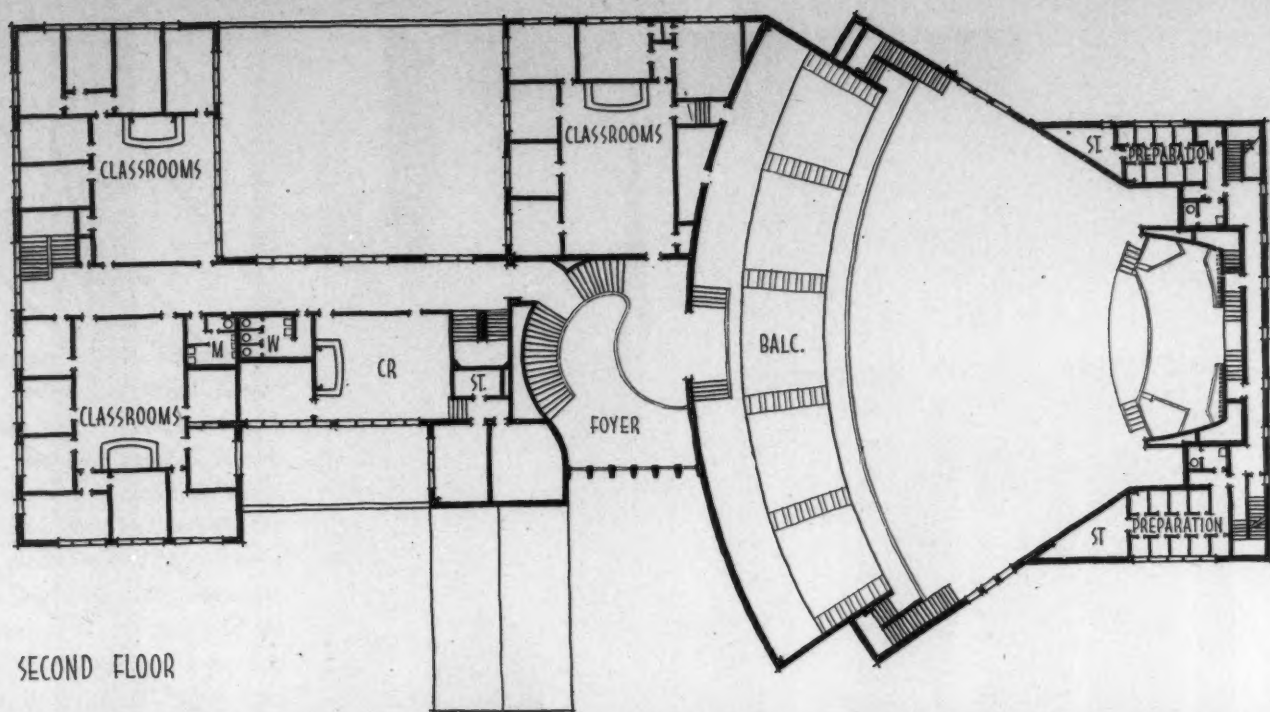 CLASSROOMS
CLASSROOMS
ST.
PREPARATION
M
W
CR
ST.
BALC.
CLASSROOMS
FOYER
PREPARATION
ST
SECOND FLOOR